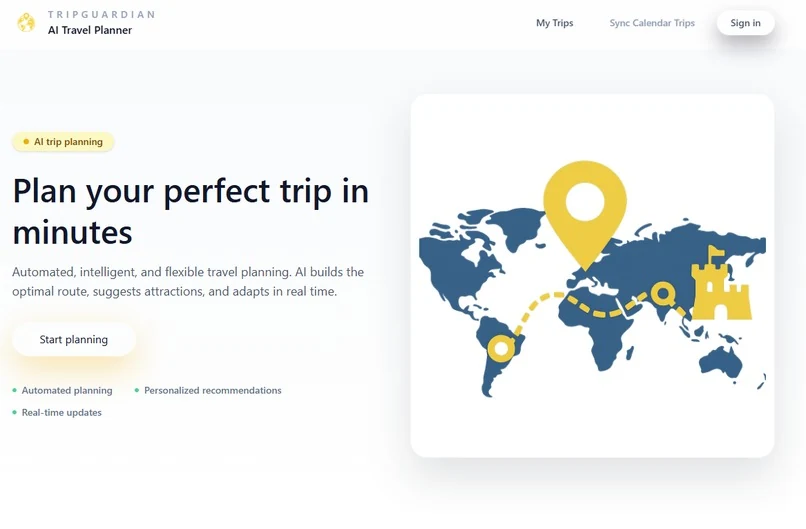 TRIPGUARDIAN
AI Travel Planner
My Trips
Sync Calendar Trips
Sign in
AI trip planning
Plan your perfect trip in
minutes
Automated, intelligent, and flexible travel planning. AI builds the
optimal route, suggests attractions, and adapts in real time.
Start planning
Automated planning
Personalized recommendations
Real-time updates